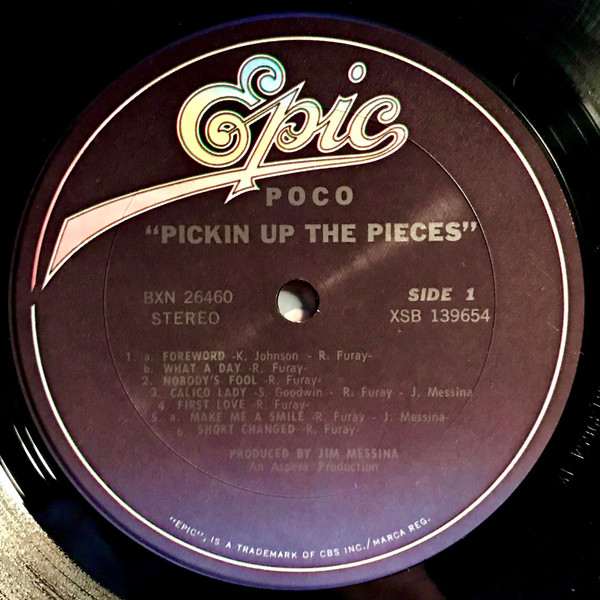 Epic
POCO
"PICKIN UP THE PIECES"
BXN 26460
STEREO
SIDE 1
XSB 139654
1. a. FOREWORD -K. Johnson - R. Furay-
b. WHAT A DAY -R. Furay-
2. NOBODY'S FOOL -R. Furay-
3. CALICO LADY -S. Goodwin - R. Furay - J. Messina
4. FIRST LOVE -R. Furay-
5. a. MAKE ME A SMILE -R. Furay - J. Messina-
b SHORT CHANGED -R. Furay-
PRODUCED BY JIM MESSINA
An Aspera Production
"EPIC", IS A TRADEMARK OF CBS INC./MARCA REG.